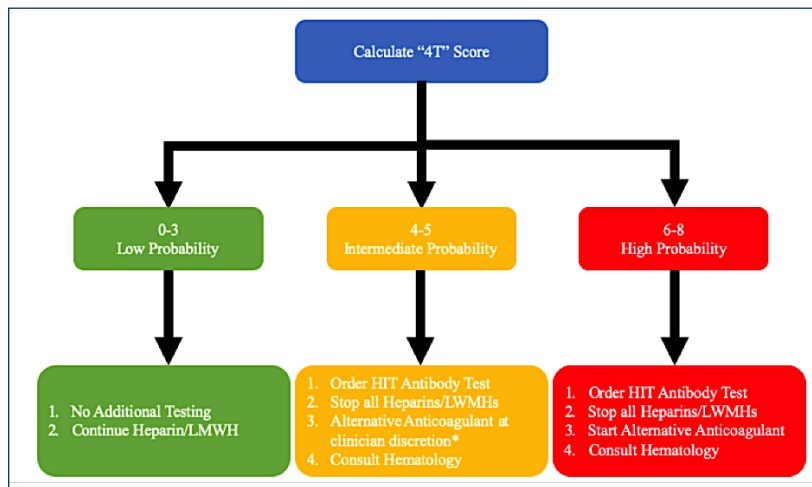 Calculate “4T” Score
0-3
Low Probability
4-5
Intermediate Probability
6-8
High Probability
1. No Additional Testing
2. Continue Heparin/LMWH
1. Order HIT Antibody Test
2. Stop all Heparins/LWMHs
3. Alternative Anticoagulant at
clinician discretion*
4. Consult Hematology
1. Order HIT Antibody Test
2. Stop all Heparins/LWMHs
3. Start Alternative Anticoagulant
4. Consult Hematology